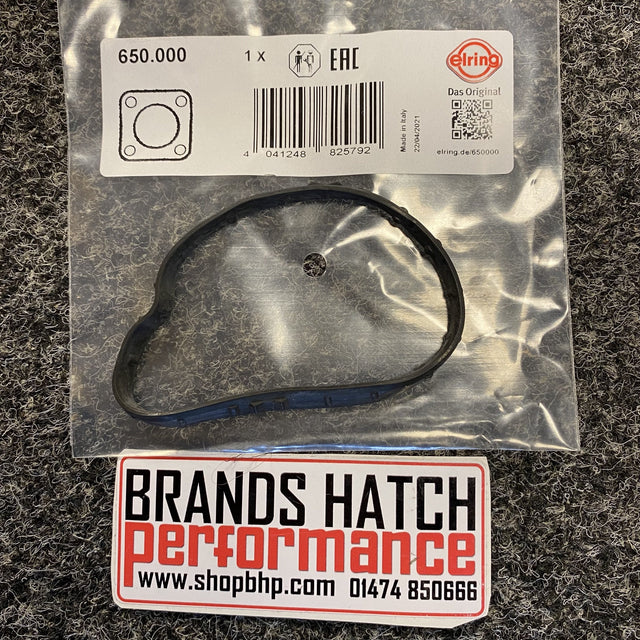 650.000 1 x EAC elring
Das Original
4 041248 825792
Made in Italy
22/04/2021
elring.de/650000
BRANDS HATCH
performance
www.shopbhp.com 01474 850666